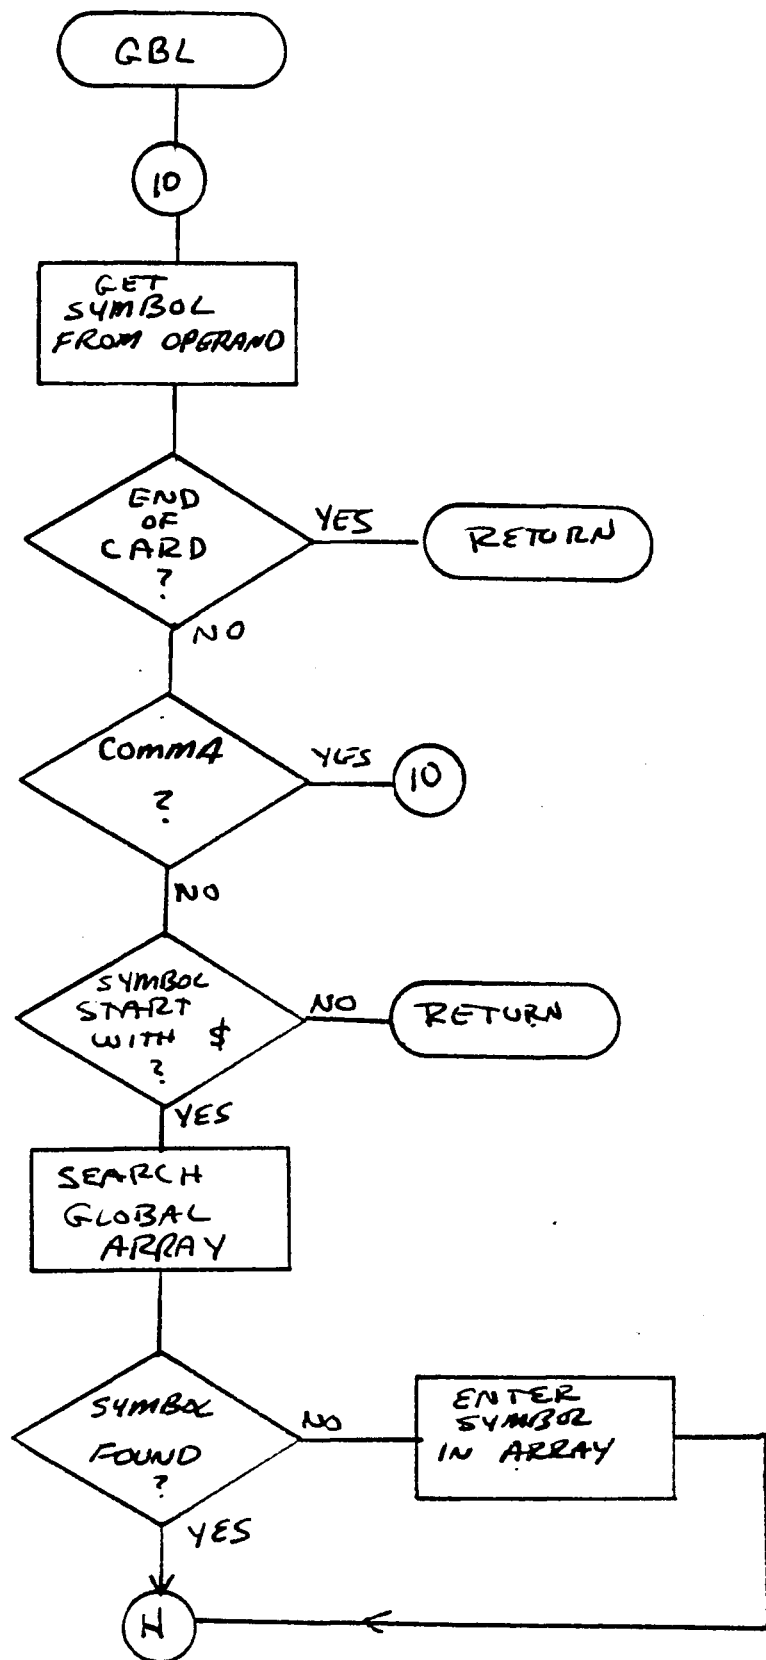 GBL
10
GET
SYMBOL
FROM OPERAND
END
OF
CARD
?
YES
RETURN
NO
COMMA
?
YES
10
NO
SYMBOL
START
WITH $
?
NO
RETURN
YES
SEARCH
GLOBAL
ARRAY
SYMBOL
FOUND
?
NO
ENTER
SYMBOL
IN ARRAY
YES